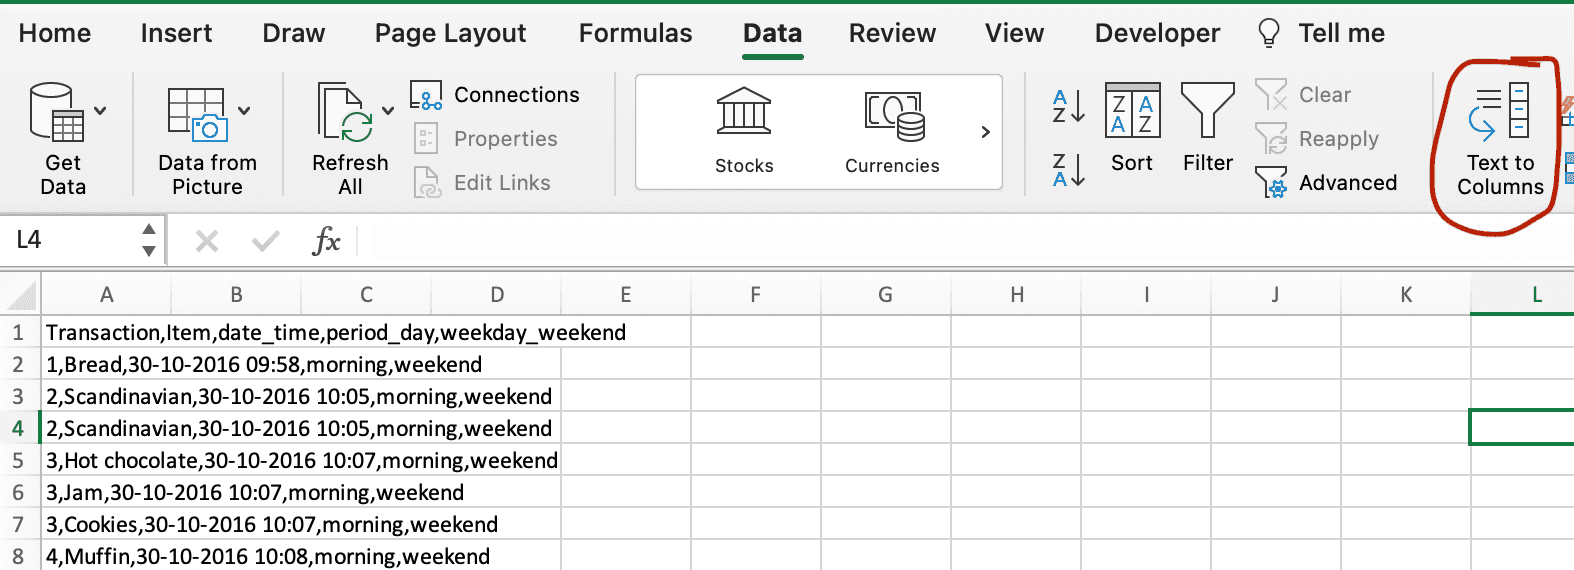 Home Insert Draw Page Layout Formulas Data Review View Developer Tell me
Get Data
Data from Picture
Refresh All
Connections
Properties
Edit Links
Stocks
Currencies
A Z
Z A
Z A A Z
Sort
Filter
Clear
Reapply
Advanced
Text to Columns
L4
fx
A B C D E F G H I J K L
1 Transaction,Item,date_time,period_day,weekday_weekend
2 1,Bread,30-10-2016 09:58,morning,weekend
3 2,Scandinavian,30-10-2016 10:05,morning,weekend
4 2,Scandinavian,30-10-2016 10:05,morning,weekend
5 3,Hot chocolate,30-10-2016 10:07,morning,weekend
6 3,Jam,30-10-2016 10:07,morning,weekend
7 3,Cookies,30-10-2016 10:07,morning,weekend
8 4,Muffin,30-10-2016 10:08,morning,weekend